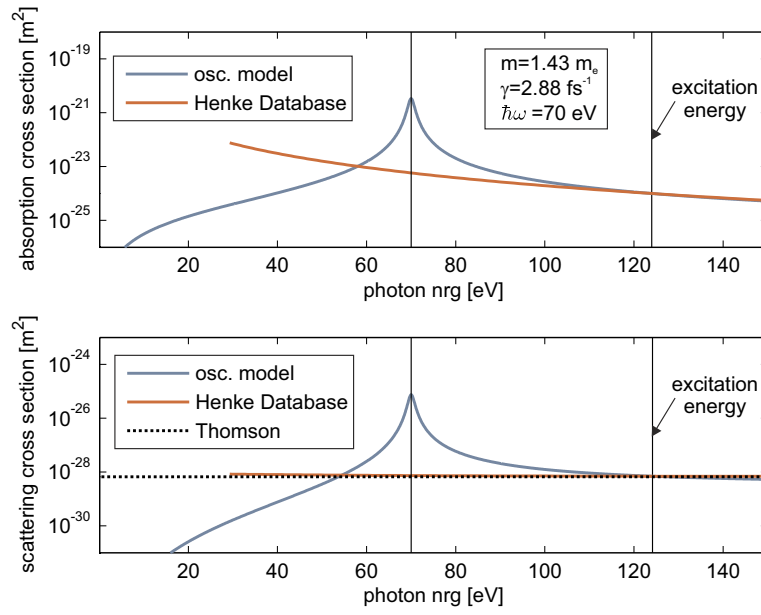 absorption cross section [m²]
10⁻¹⁹
10⁻²¹
10⁻²³
10⁻²⁵
osc. model
Henke Database
m=1.43 mₑ
γ=2.88 fs⁻¹
ℏω =70 eV
excitation
energy
20
40
60
80
100
120
140
photon nrg [eV]
scattering cross section [m²]
10⁻²⁴
10⁻²⁶
10⁻²⁸
10⁻³⁰
osc. model
Henke Database
Thomson
excitation
energy
20
40
60
80
100
120
140
photon nrg [eV]